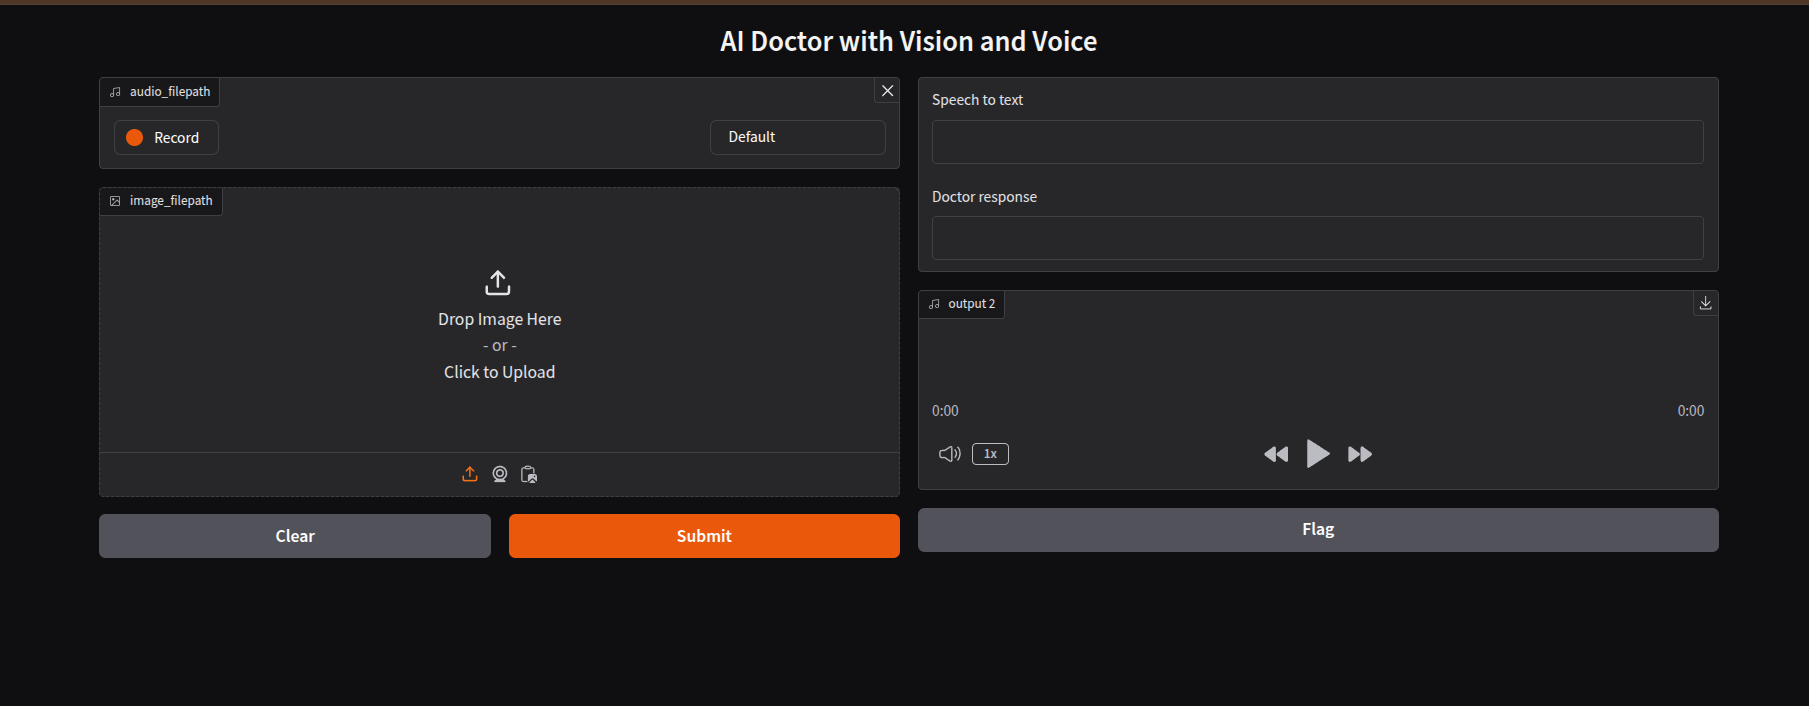 AI Doctor with Vision and Voice
audio_filepath
Record
Default
image_filepath
Drop Image Here
- or -
Click to Upload
Clear
Submit
Speech to text
Doctor response
output 2
0:00
0:00
1x
Flag